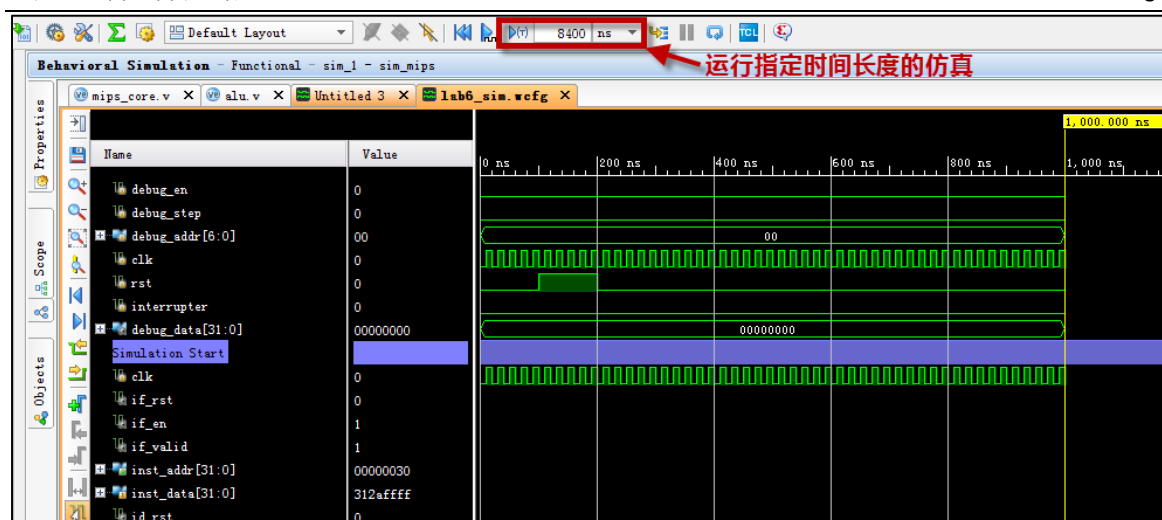 Default Layout
8400 ns
TCL
Behavioral Simulation - Functional - sim_1 - sim_mips
运行指定时间长度的仿真
mips_core.v
alu.v
Untitled 3
lab6_sim.wcfg
Properties
Scope
Objects
1,000.000 ns
Name Value
0 ns 200 ns 400 ns 600 ns 800 ns 1,000 ns
debug_en 0
debug_step 0
debug_addr[6:0] 00 00
clk 0
rst 0
interrupter 0
debug_data[31:0] 00000000 00000000
Simulation Start
clk 0
if_rst 0
if_en 1
if_valid 1
inst_addr[31:0] 00000030
inst_data[31:0] 312affff
id_rst 0